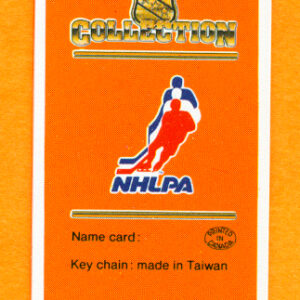 COLLECTION
NHLPA
Name card:
PRINTED
IN
CANADA
Key chain: made in Taiwan